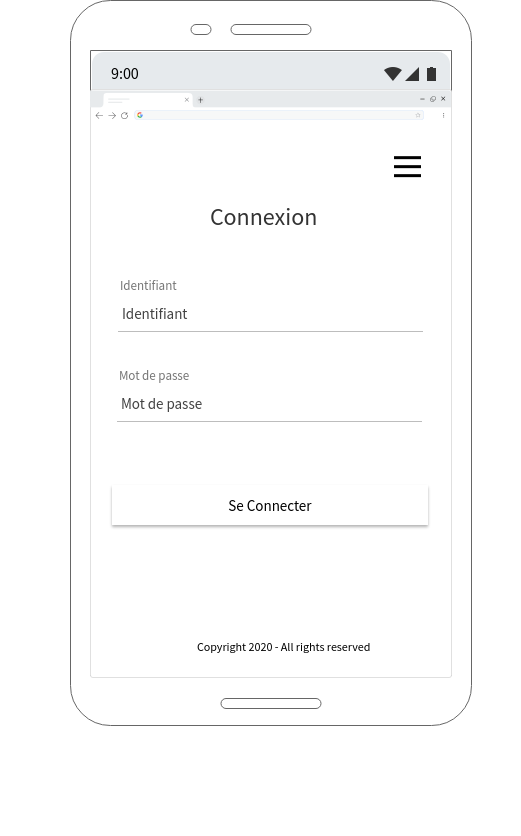 9:00
Connexion
Identifiant
Identifiant
Mot de passe
Mot de passe
Se Connecter
Copyright 2020 - All rights reserved